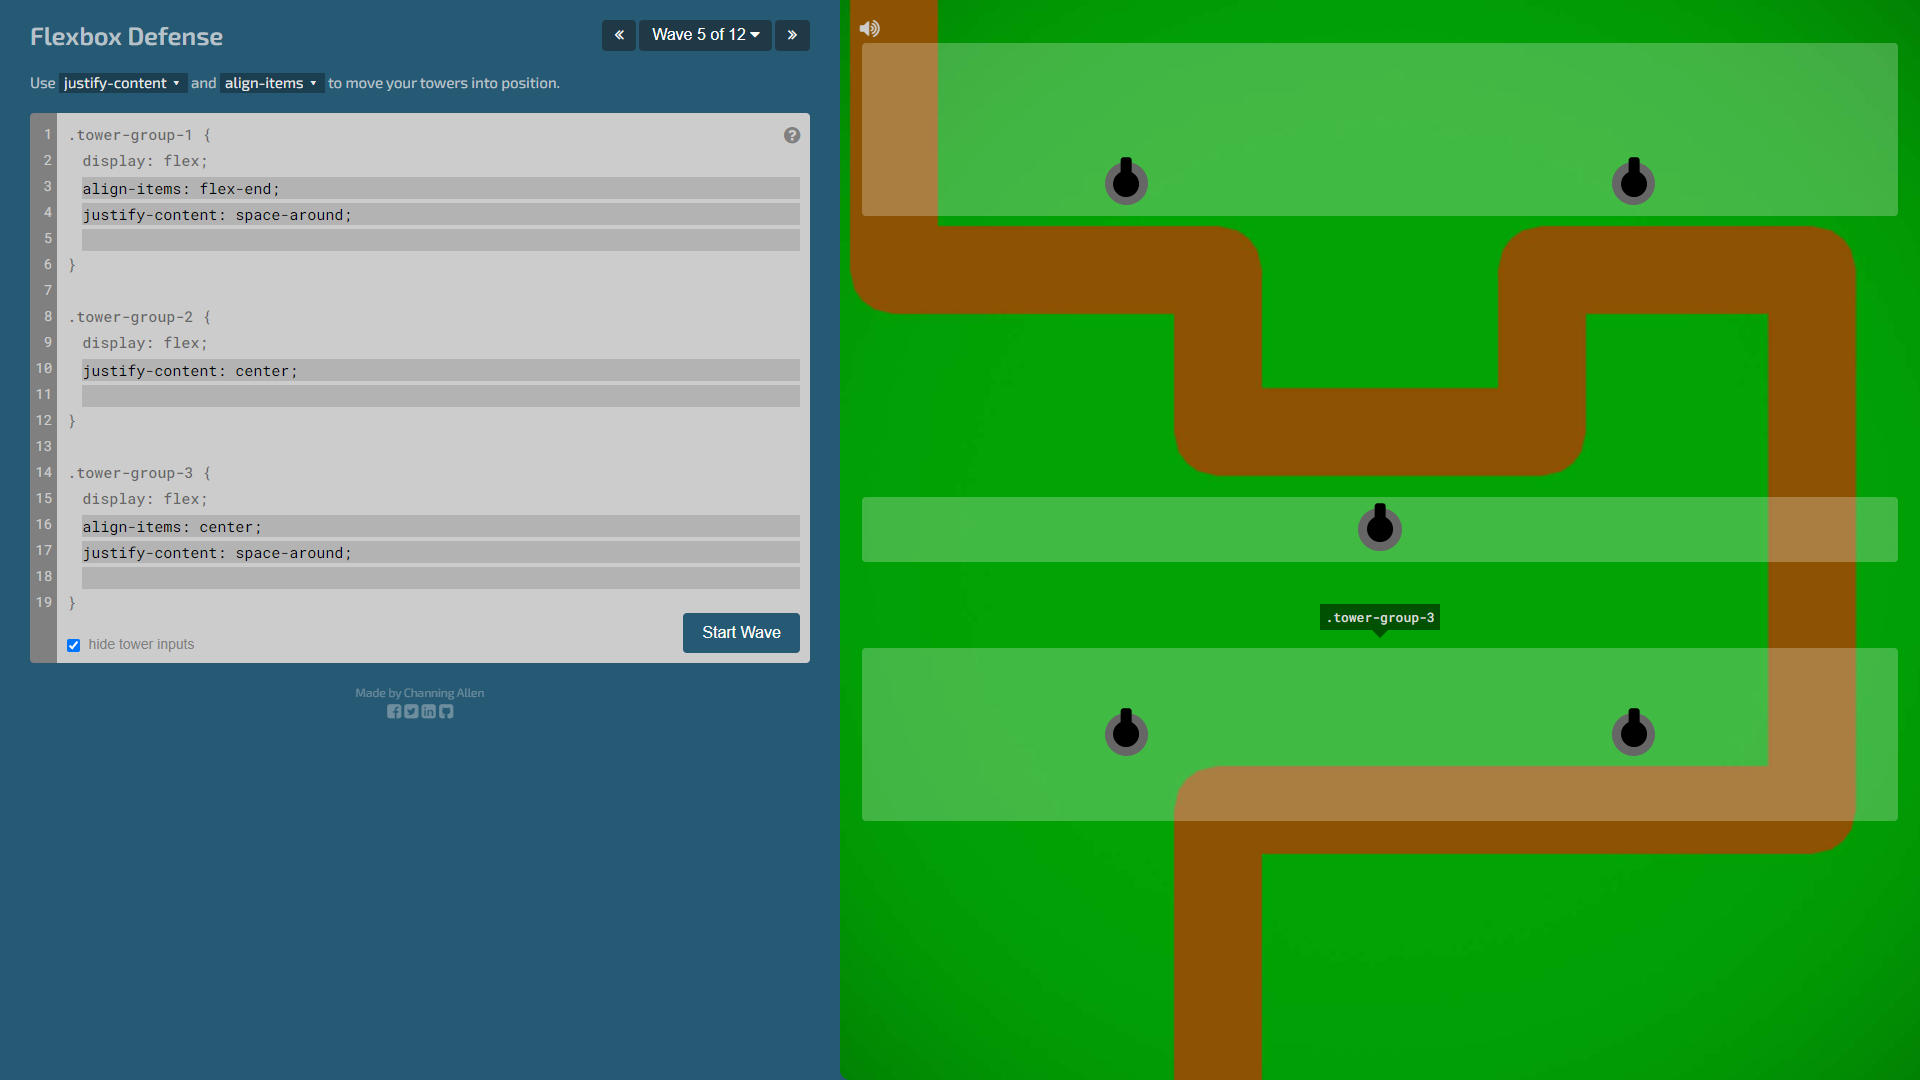 Flexbox Defense
« Wave 5 of 12 »
Use justify-content and align-items to move your towers into position.
1 .tower-group-1 {
2 display: flex;
3 align-items: flex-end;
4 justify-content: space-around;
5
6 }
7
8 .tower-group-2 {
9 display: flex;
10 justify-content: center;
11
12 }
13
14 .tower-group-3 {
15 display: flex;
16 align-items: center;
17 justify-content: space-around;
18
19 }
hide tower inputs
Start Wave
Made by Channing Allen
.tower-group-3